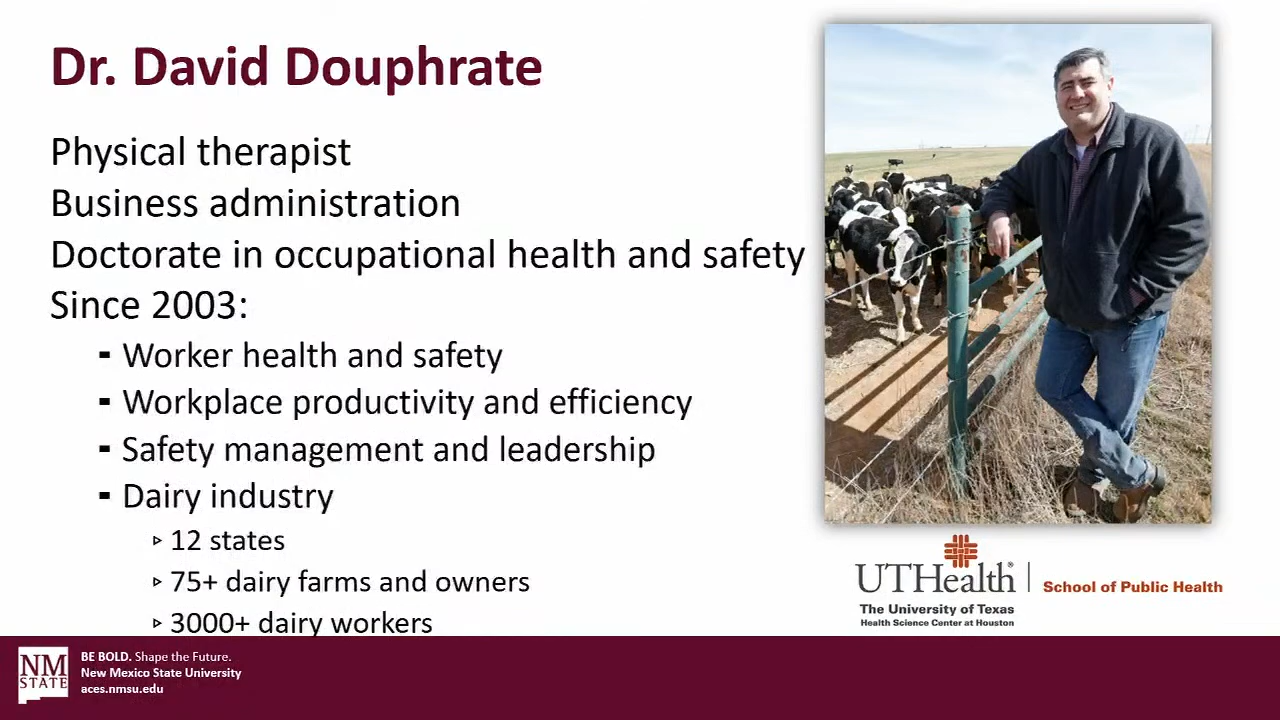 Dr. David Douphrate
Physical therapist
Business administration
Doctorate in occupational health and safety
Since 2003:
- Worker health and safety
- Workplace productivity and efficiency
- Safety management and leadership
- Dairy industry
▹ 12 states
▹ 75+ dairy farms and owners
▹ 3000+ dairy workers
UTHealth®
The University of Texas
Health Science Center at Houston
School of Public Health
NM
STATE
BE BOLD. Shape the Future.
New Mexico State University
aces.nmsu.edu